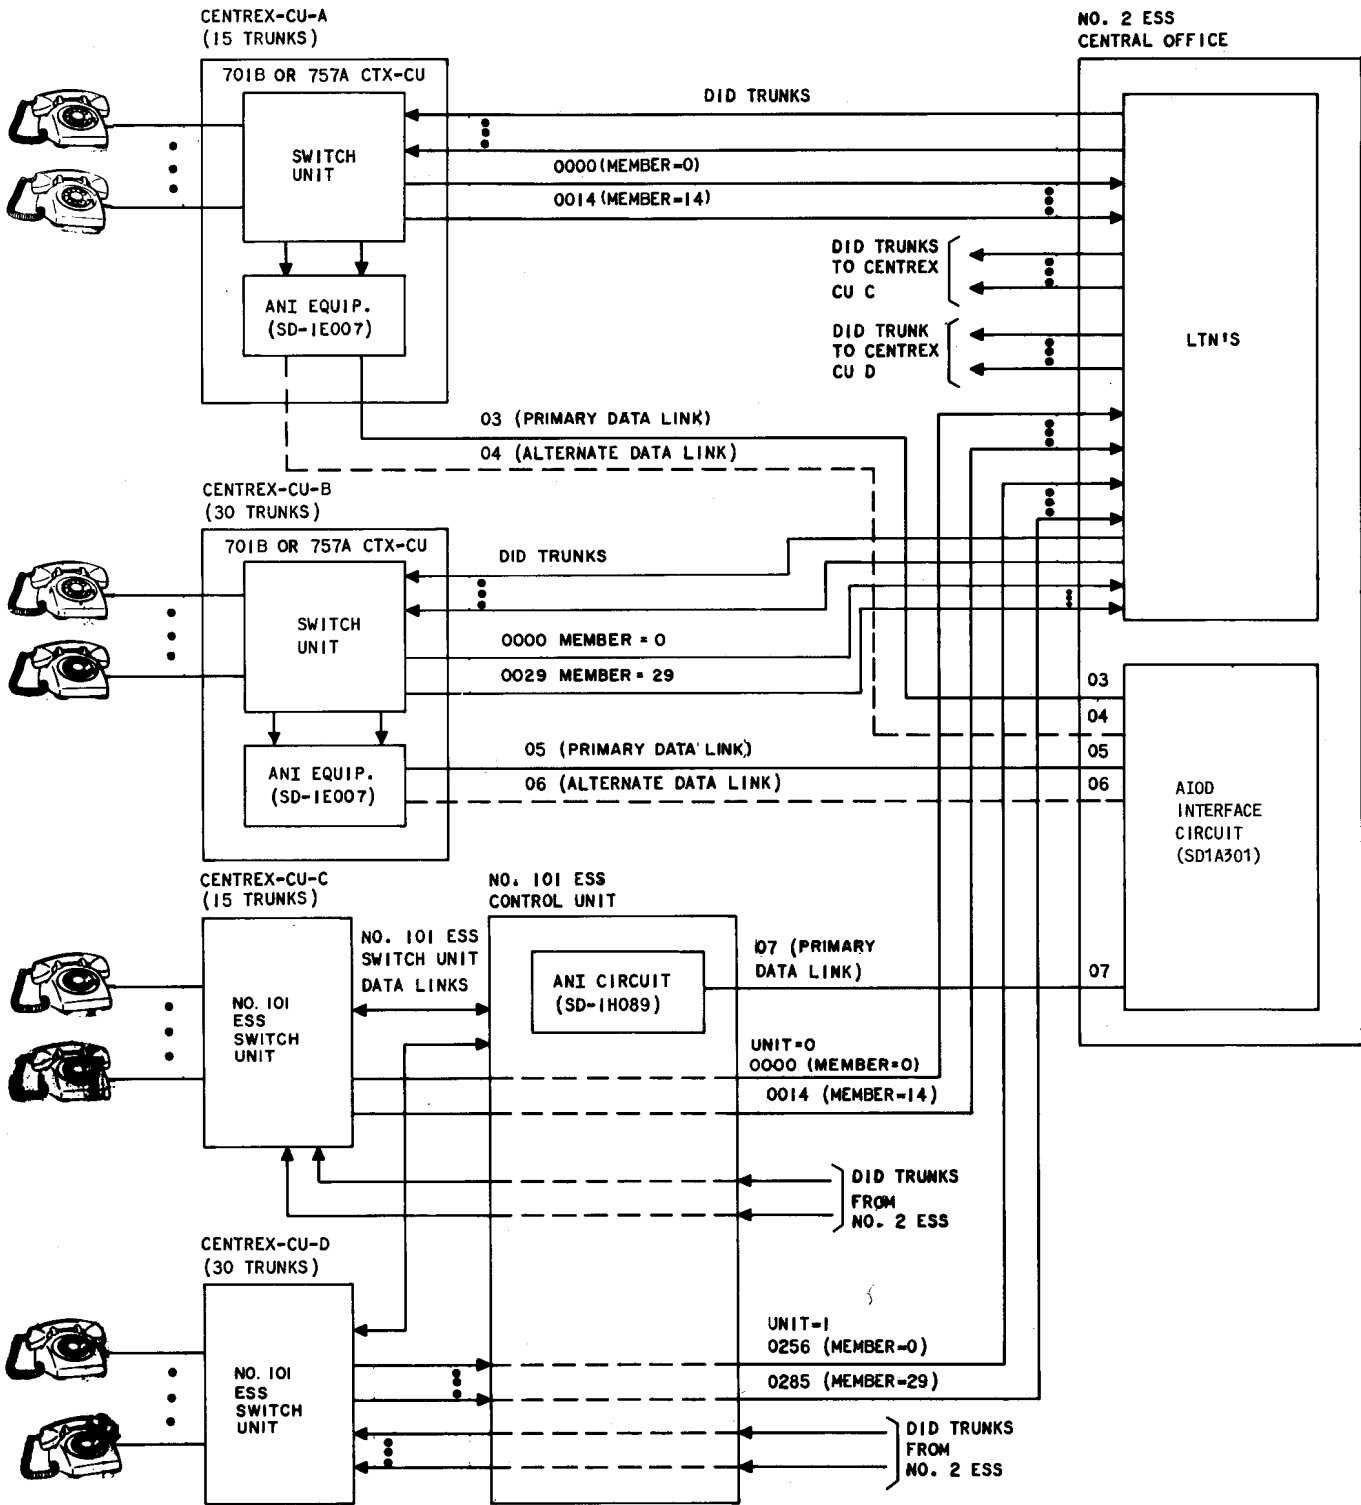 CENTREX-CU-A
(15 TRUNKS)
NO. 2 ESS
CENTRAL OFFICE
701B OR 757A CTX-CU
DID TRUNKS
SWITCH
UNIT
0000 (MEMBER=0)
0014 (MEMBER=14)
DID TRUNKS
TO CENTREX
CU C
ANI EQUIP.
(SD-1E007)
DID TRUNK
TO CENTREX
CU D
LTN'S
03 (PRIMARY DATA LINK)
04 (ALTERNATE DATA LINK)
CENTREX-CU-B
(30 TRUNKS)
701B OR 757A CTX-CU
DID TRUNKS
SWITCH
UNIT
0000 MEMBER = 0
0029 MEMBER = 29
03
04
05 (PRIMARY DATA LINK)
05
06 (ALTERNATE DATA LINK)
06
ANI EQUIP.
(SD-1E007)
AIOD
INTERFACE
CIRCUIT
(SD1A301)
CENTREX-CU-C
(15 TRUNKS)
NO. 101 ESS
CONTROL UNIT
NO. 101 ESS
SWITCH UNIT
DATA LINKS
07 (PRIMARY
DATA LINK)
07
ANI CIRCUIT
(SD-1H089)
NO. 101
ESS
SWITCH
UNIT
UNIT=0
0000 (MEMBER=0)
0014 (MEMBER=14)
DID TRUNKS
FROM
NO. 2 ESS
CENTREX-CU-D
(30 TRUNKS)
UNIT=1
0256 (MEMBER=0)
0285 (MEMBER=29)
NO. 101
ESS
SWITCH
UNIT
DID TRUNKS
FROM
NO. 2 ESS